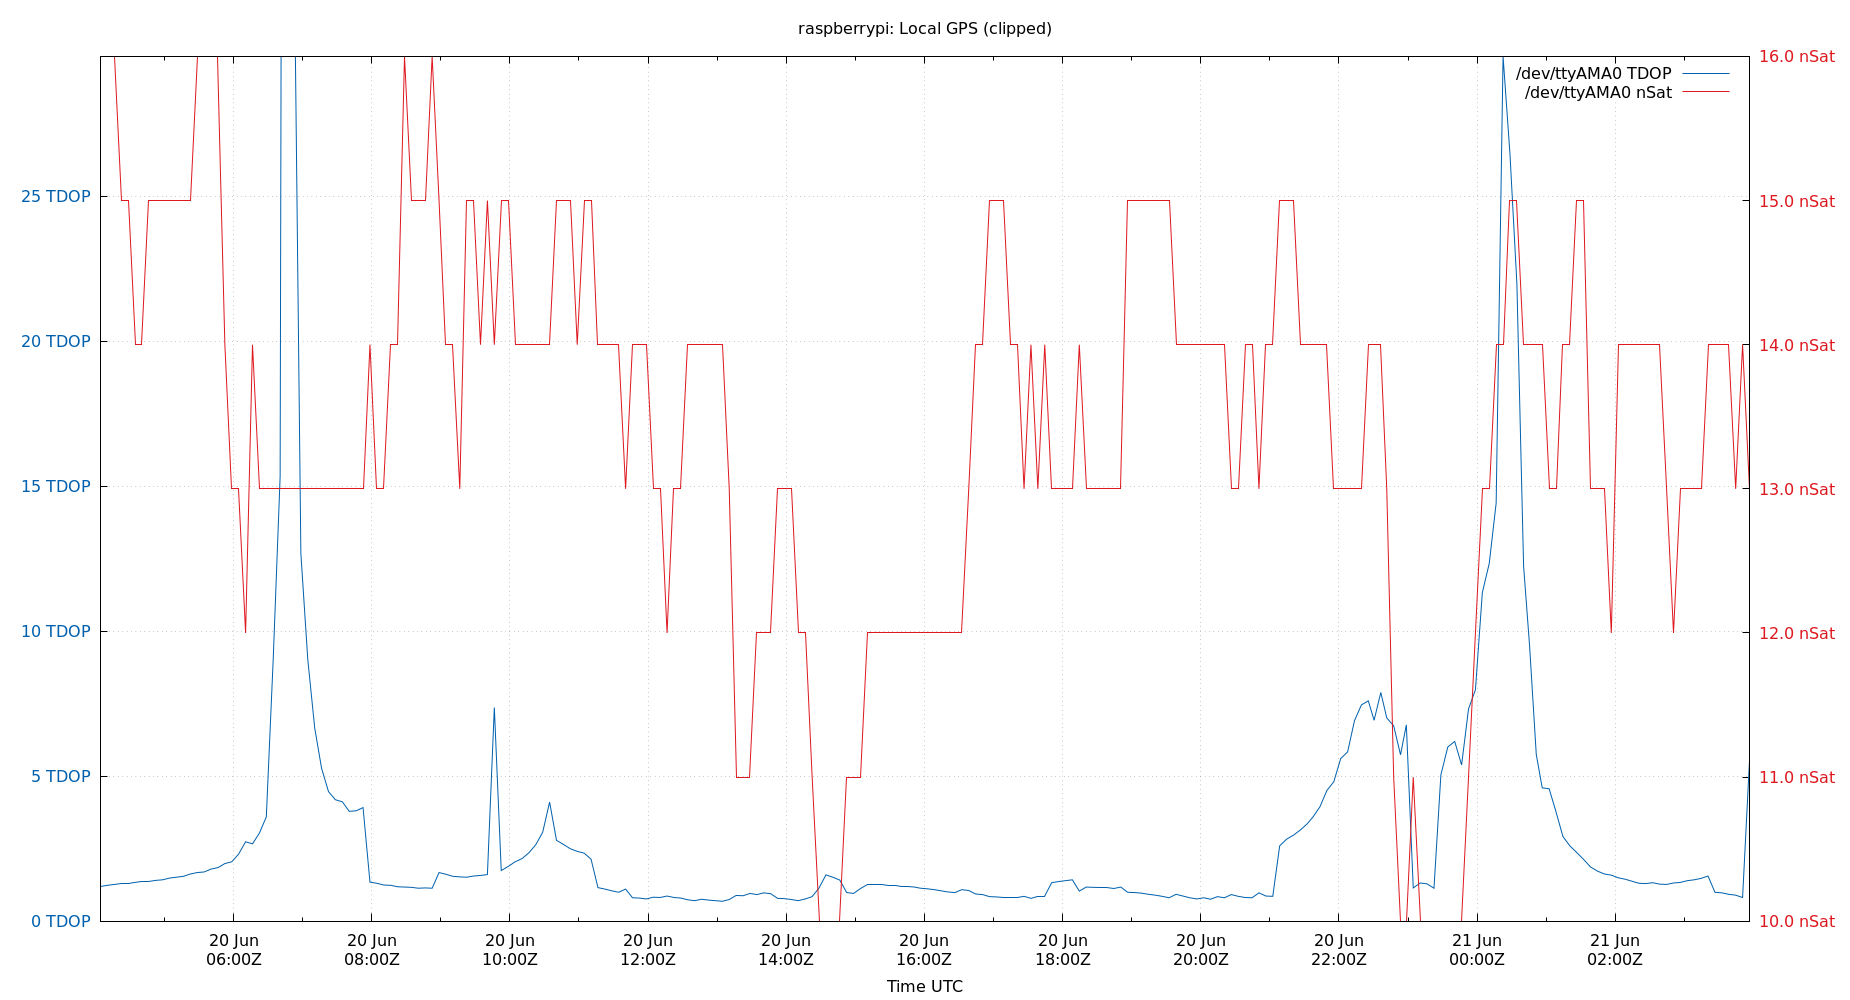 raspberrypi: Local GPS (clipped)
/dev/ttyAMA0 TDOP
/dev/ttyAMA0 nSat
25 TDOP
20 TDOP
15 TDOP
10 TDOP
5 TDOP
0 TDOP
16.0 nSat
15.0 nSat
14.0 nSat
13.0 nSat
12.0 nSat
11.0 nSat
10.0 nSat
20 Jun
06:00Z
20 Jun
08:00Z
20 Jun
10:00Z
20 Jun
12:00Z
20 Jun
14:00Z
20 Jun
16:00Z
20 Jun
18:00Z
20 Jun
20:00Z
20 Jun
22:00Z
21 Jun
00:00Z
21 Jun
02:00Z
Time UTC